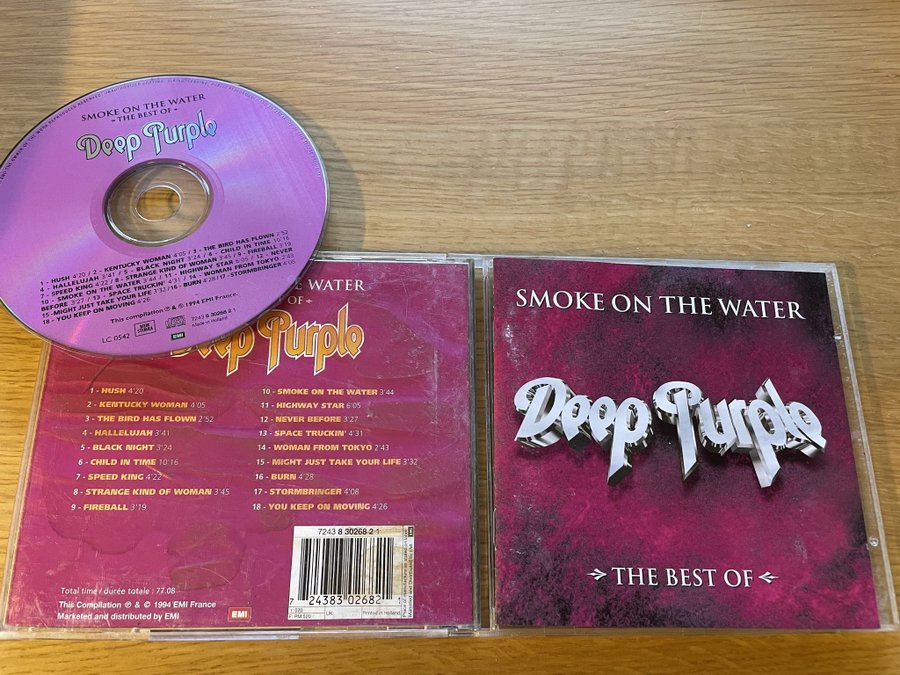 SMOKE ON THE WATER
THE BEST OF
Deep Purple
1 - HUSH 4'20 / 2 - KENTUCKY WOMAN 4'05 / 3 - THE BIRD HAS FLOWN 2'52
4 - HALLELUJAH 3'41 / 5 - BLACK NIGHT 3'24 / 6 - CHILD IN TIME 10'16
7 - SPEED KING 4'22 / 8 - STRANGE KIND OF WOMAN 3'45 / 9 - FIREBALL 3'19
10 - SMOKE ON THE WATER 3'44 / 11 - HIGHWAY STAR 6'05 / 12 - NEVER
BEFORE 3'27 / 13 - SPACE TRUCKIN' 4'31 / 14 - WOMAN FROM TOKYO 2'43
15 - MIGHT JUST TAKE YOUR LIFE 3'32 / 16 - BURN 4'28 / 17 - STORMBRINGER 4'08
18 - YOU KEEP ON MOVING 4'26
This compilation ℗ & © 1994 EMI France.
LC 0542
7243 8 30268 2 1
Made in Holland
EMI
THE WATER
OF
Deep Purple
1 - HUSH 4'20
2 - KENTUCKY WOMAN 4'05
3 - THE BIRD HAS FLOWN 2'52
4 - HALLELUJAH 3'41
5 - BLACK NIGHT 3'24
6 - CHILD IN TIME 10'16
7 - SPEED KING 4'22
8 - STRANGE KIND OF WOMAN 3'45
9 - FIREBALL 3'19
10 - SMOKE ON THE WATER 3'44
11 - HIGHWAY STAR 6'05
12 - NEVER BEFORE 3'27
13 - SPACE TRUCKIN' 4'31
14 - WOMAN FROM TOKYO 2'43
15 - MIGHT JUST TAKE YOUR LIFE 3'32
16 - BURN 4'28
17 - STORMBRINGER 4'08
18 - YOU KEEP ON MOVING 4'26
7243 8 30268 2 1
7 24383 02682
UK:
Printed in Holland
Total time / durée totale : 77.08
This Compilation ℗ & © 1994 EMI France
Marketed and distributed by EMI
EMI
SMOKE ON THE WATER
Deep Purple
THE BEST OF